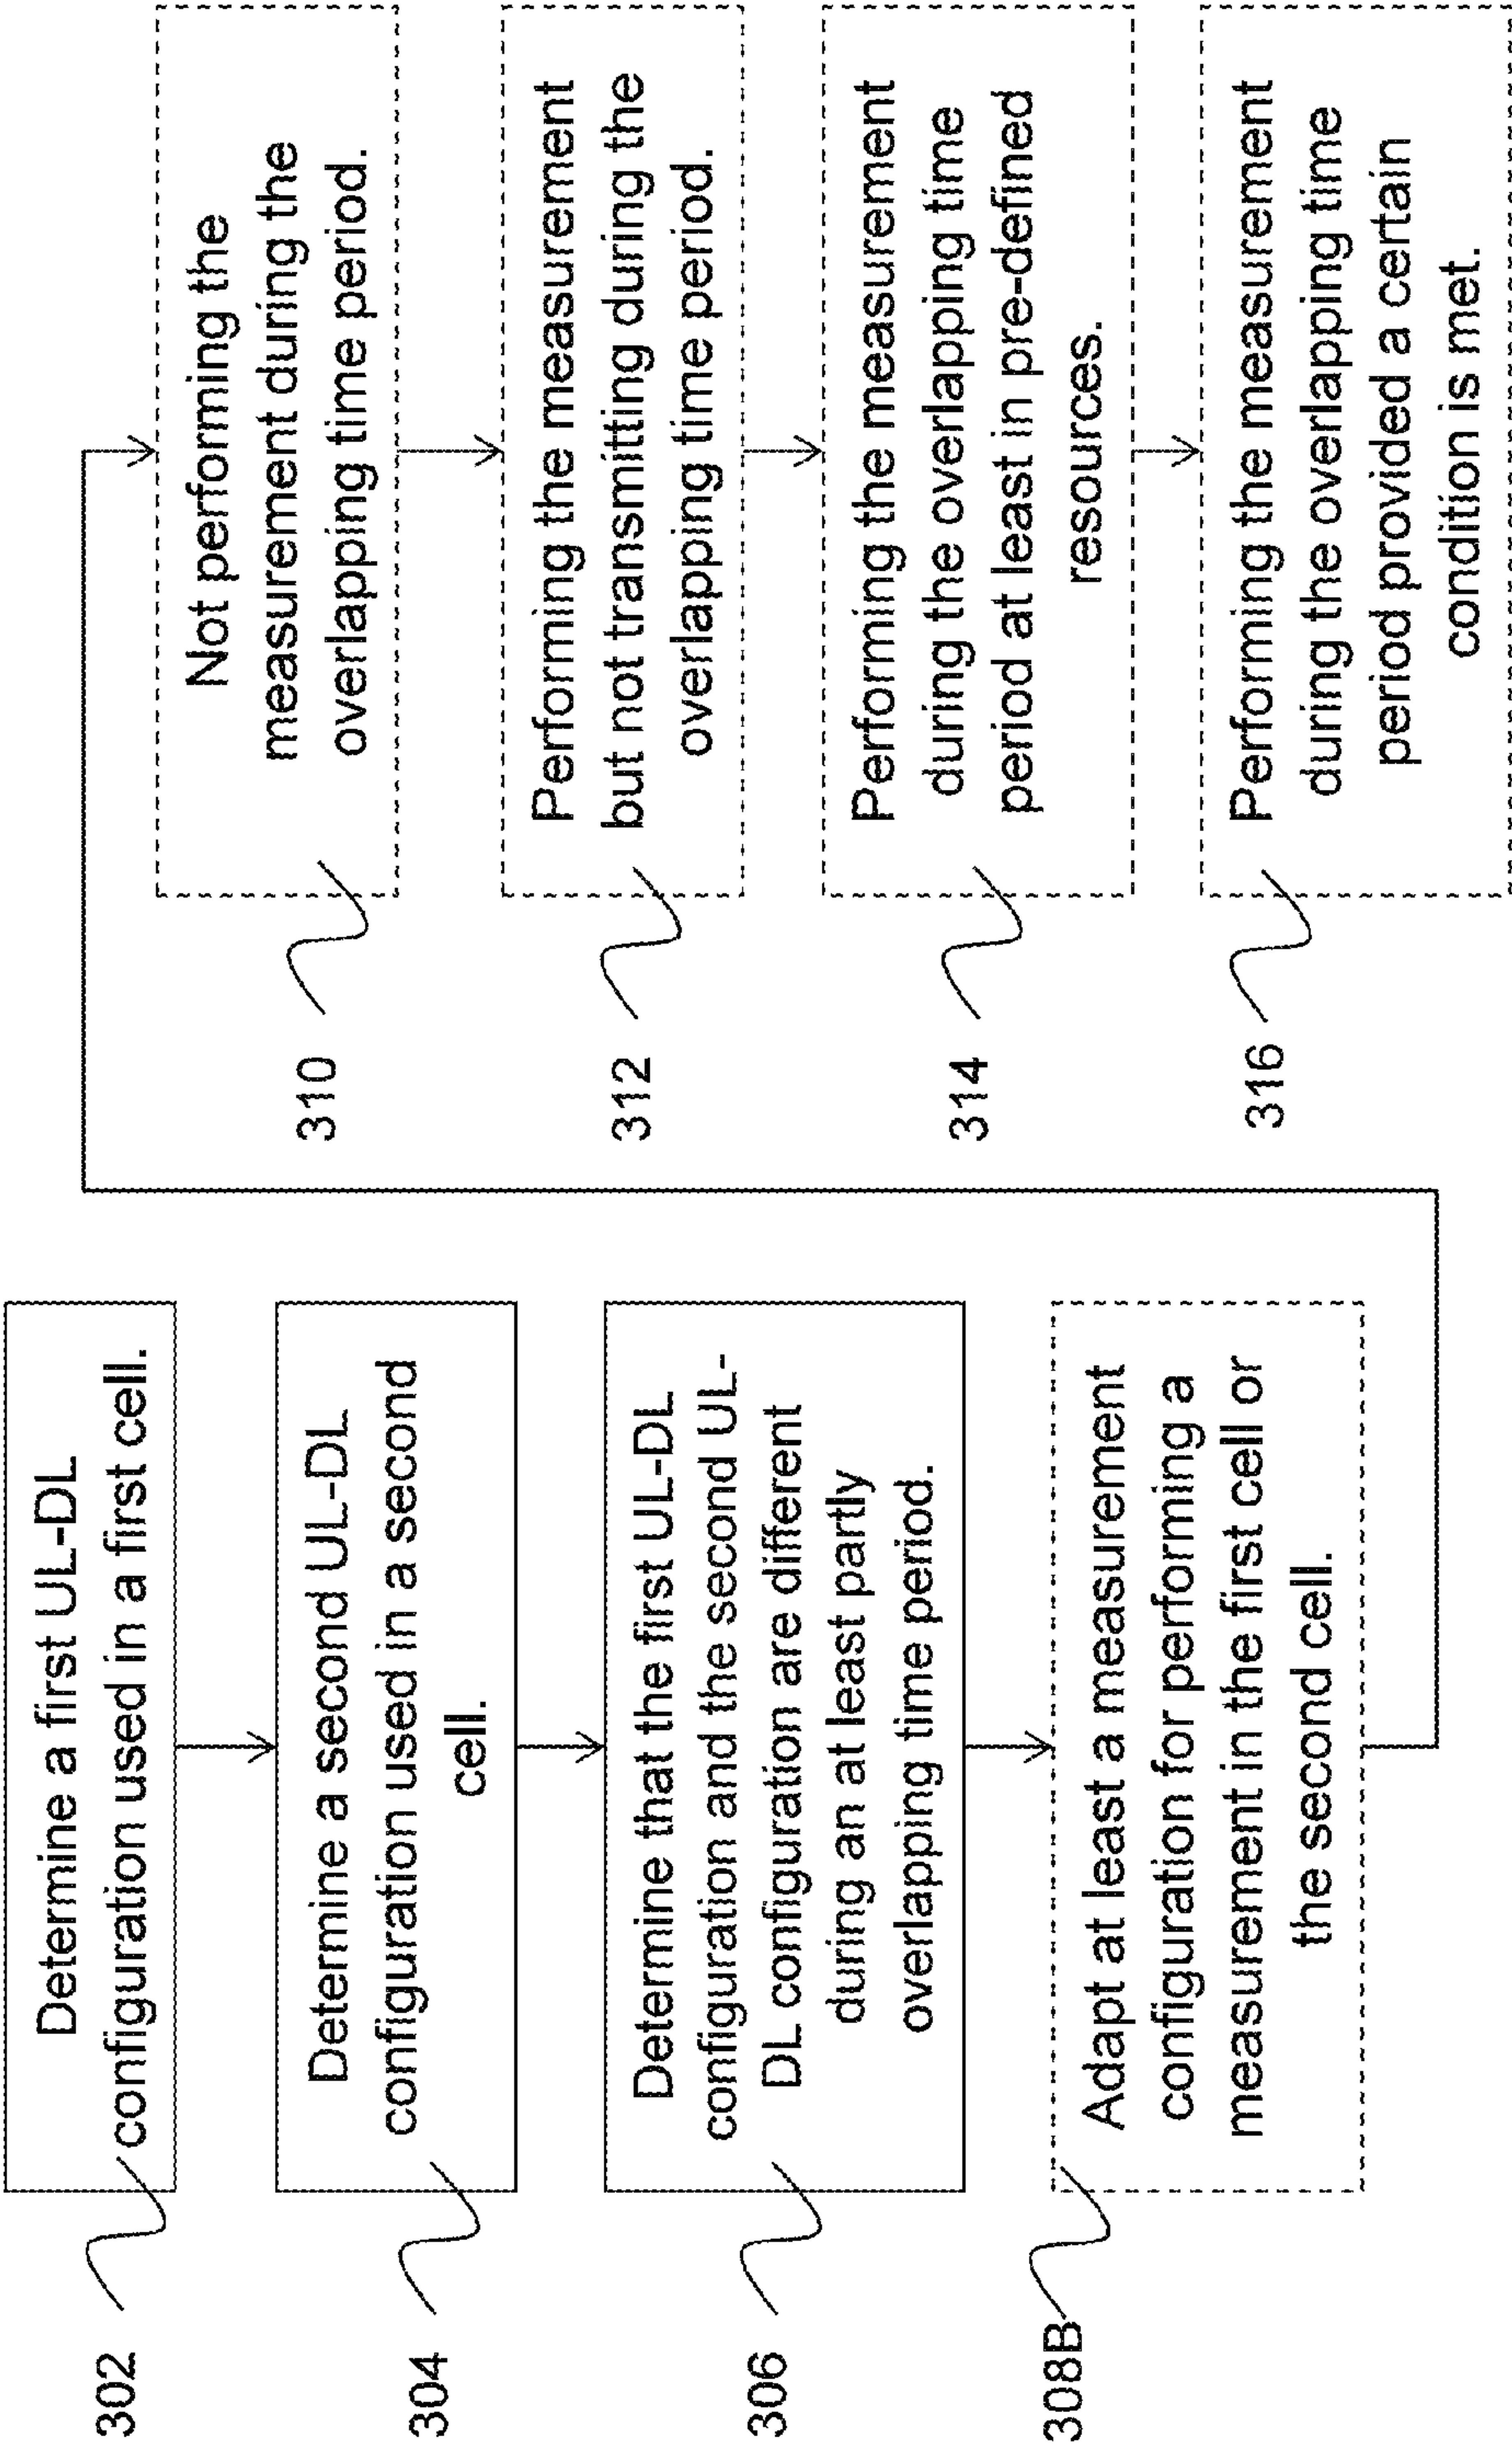 302
Determine a first UL-DL
configuration used in a first cell.
304
Determine a second UL-DL
configuration used in a second
cell.
306
Determine that the first UL-DL
configuration and the second UL-
DL configuration are different
during an at least partly
overlapping time period.
308B
Adapt at least a measurement
configuration for performing a
measurement in the first cell or
the second cell.
310
Not performing the
measurement during the
overlapping time period.
312
Performing the measurement
but not transmitting during the
overlapping time period.
314
Performing the measurement
during the overlapping time
period at least in pre-defined
resources.
316
Performing the measurement
during the overlapping time
period provided a certain
condition is met.